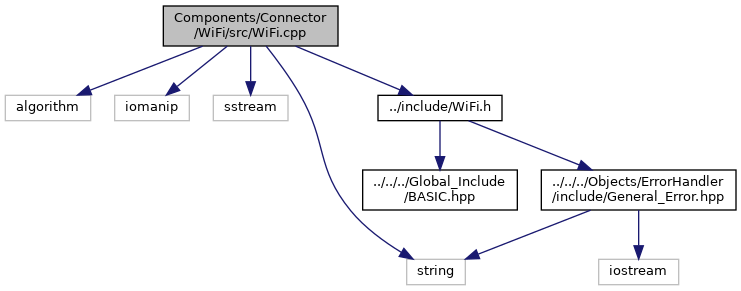 Components/Connector
/WiFi/src/WiFi.cpp
algorithm
iomanip
sstream
../include/WiFi.h
../../../Global_Include
/BASIC.hpp
../../../Objects/ErrorHandler
/include/General_Error.hpp
string
iostream